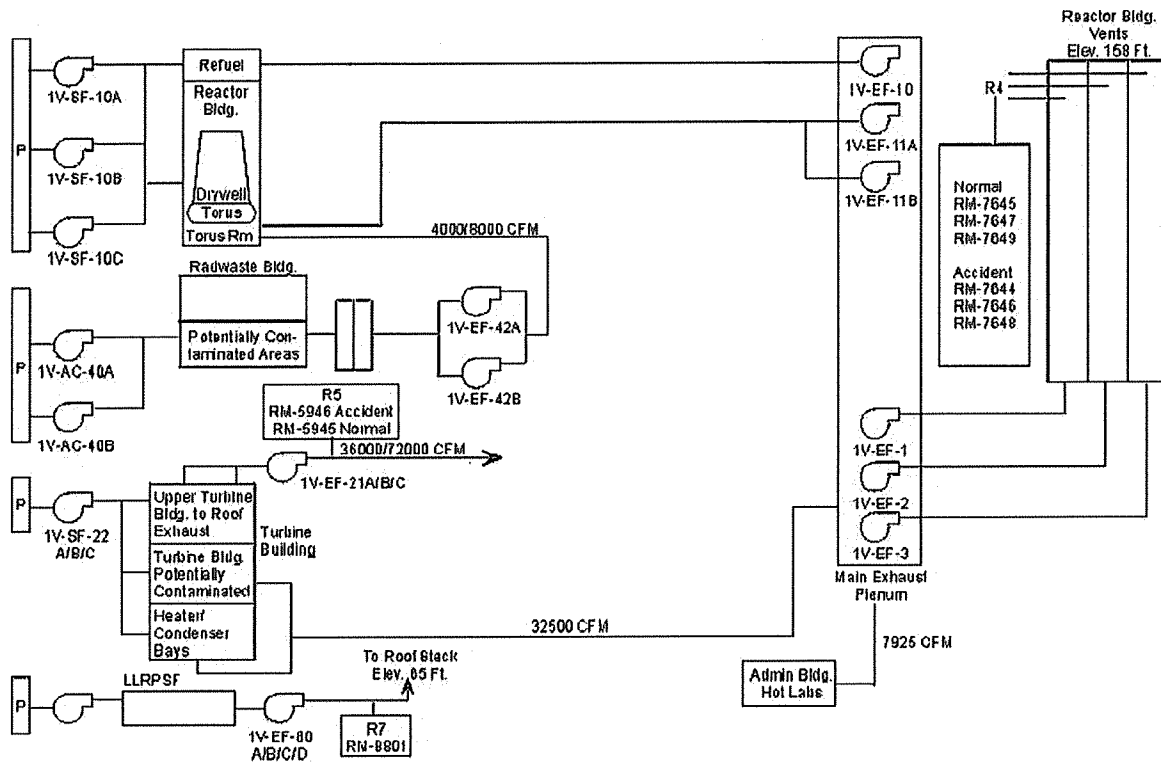 Reactor Bldg.
Vents
Elev. 158 Ft.
P
1V-SF-10A
1V-SF-10B
1V-SF-10C
Refuel
Reactor
Bldg.
Drywell
Torus
Torus Rm
4000/8000 CFM
1V-EF-10
1V-EF-11A
1V-EF-11B
R4
Normal
RM-7645
RM-7647
RM-7649
Accident
RM-7644
RM-7646
RM-7648
P
1V-AC-40A
1V-AC-40B
Radwaste Bldg.
Potentially Con-
taminated Areas
1V-EF-42A
1V-EF-42B
R5
RM-5946 Accident
RM-5945 Normal
36000/72000 CFM
1V-EF-21A/B/C
P
1V-SF-22
A/B/C
Upper Turbine
Bldg. to Roof
Exhaust
Turbine Bldg.
Potentially
Contaminated
Heater/
Condenser
Bays
Turbine
Building
32500 CFM
1V-EF-1
1V-EF-2
1V-EF-3
Main Exhaust
Plenum
7925 CFM
Admin Bldg.
Hot Labs
P
LLRPSF
1V-EF-80
A/B/C/D
To Roof Stack
Elev. 65 Ft.
R7
RM-8801